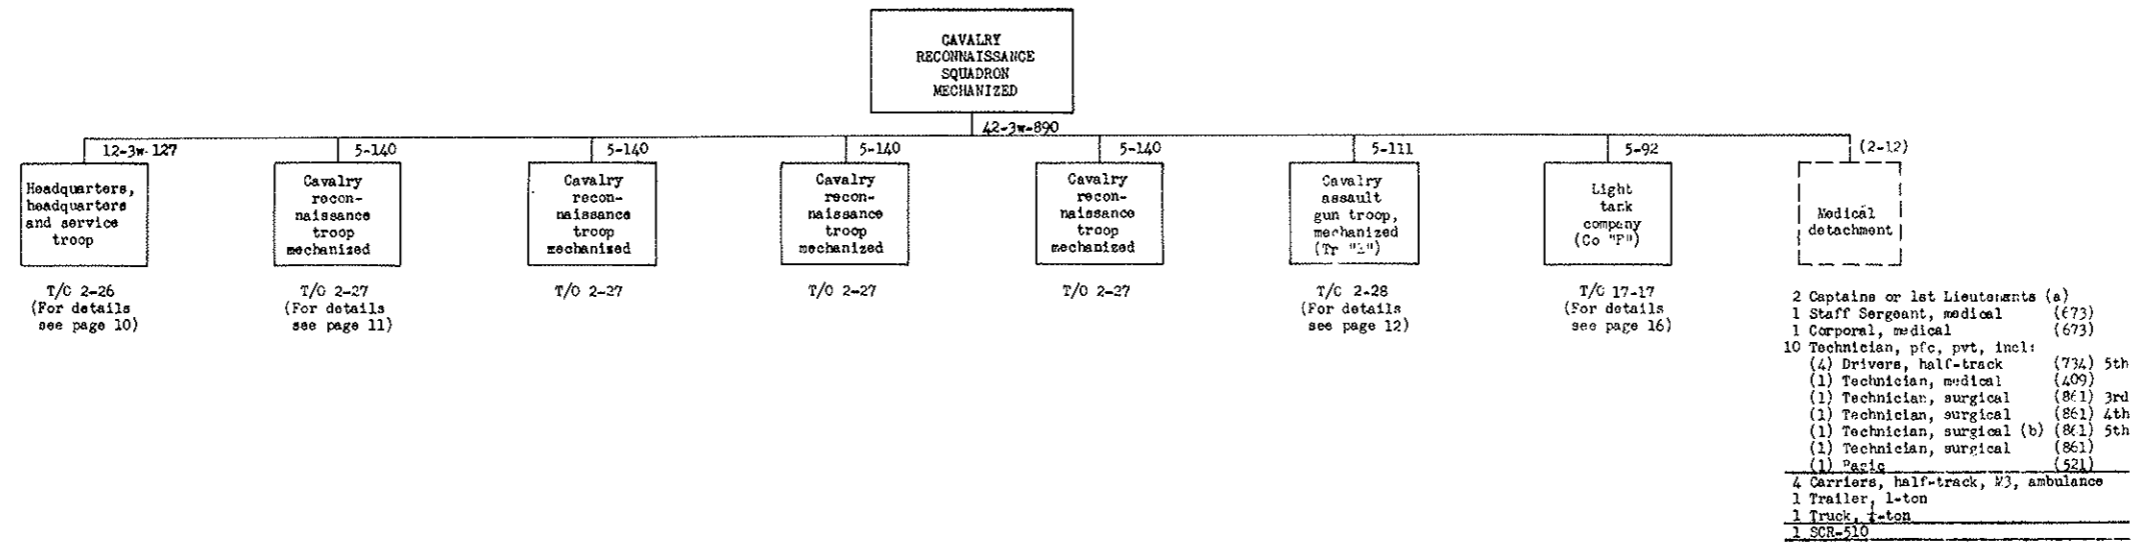 CAVALRY
RECONNAISSANCE
SQUADRON
MECHANIZED
42-3w-890
12-3w-127
Headquarters,
headquarters
and service
troop
T/O 2-26
(For details
see page 10)
5-140
Cavalry
recon-
naissance
troop
mechanized
T/O 2-27
(For details
see page 11)
5-140
Cavalry
recon-
naissance
troop
mechanized
T/O 2-27
5-140
Cavalry
recon-
naissance
troop
mechanized
T/O 2-27
5-140
Cavalry
recon-
naissance
troop
mechanized
T/O 2-27
5-111
Cavalry
assault
gun troop,
mechanized
(Tr "E")
T/O 2-28
(For details
see page 12)
5-92
Light
tank
company
(Co "F")
T/O 17-17
(For details
see page 16)
(2-12)
Medical
detachment
2 Captains or 1st Lieutenants (a)
1 Staff Sergeant, medical (673)
1 Corporal, medical (673)
10 Technician, pfc, pvt, incl:
(4) Drivers, half-track (734) 5th
(1) Technician, medical (409)
(1) Technician, surgical (861) 3rd
(1) Technician, surgical (861) 4th
(1) Technician, surgical (b) (861) 5th
(1) Technician, surgical (861)
(1) Basic (521)
4 Carriers, half-track, M3, ambulance
1 Trailer, 1-ton
1 Truck, ¼-ton
1 SCR-510